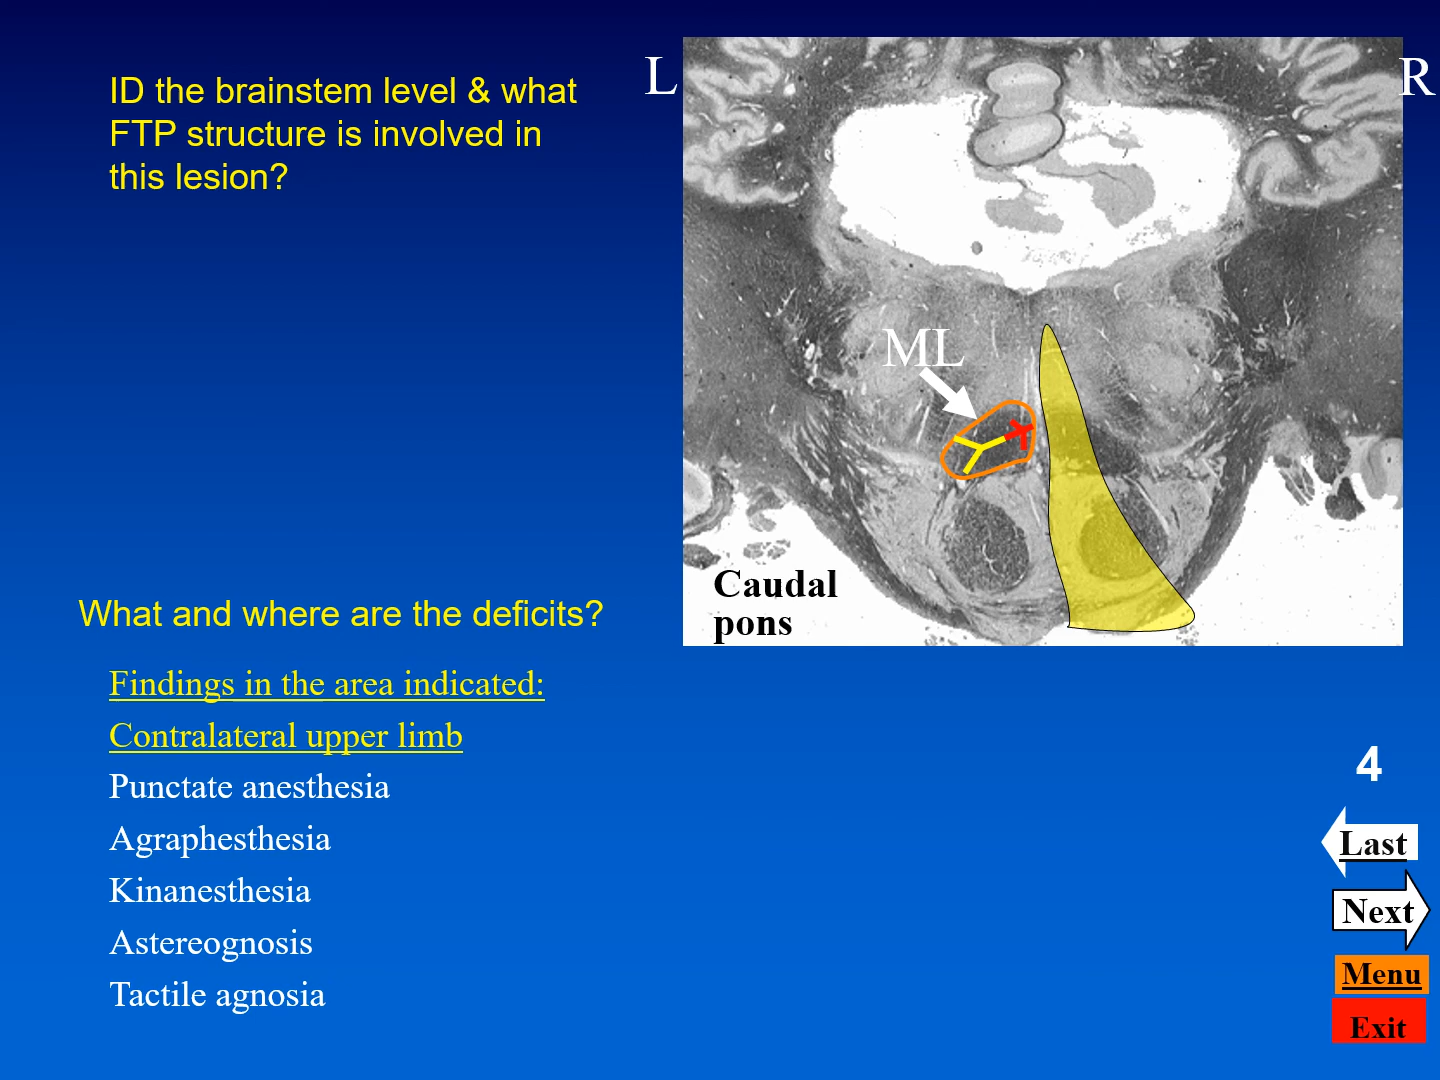 ID the brainstem level & what
FTP structure is involved in
this lesion?
L
R
ML
Caudal
pons
What and where are the deficits?
Findings in the area indicated:
Contralateral upper limb
Punctate anesthesia
Agraphesthesia
Kinanesthesia
Astereognosis
Tactile agnosia
4
Last
Next
Menu
Exit